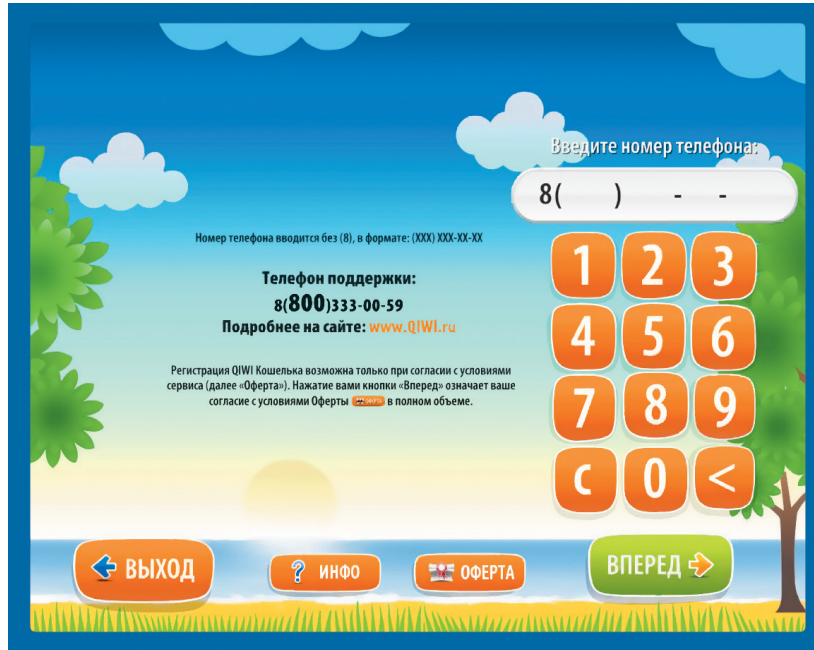 Введите номер телефона:
8( ) - -
Номер телефона вводится без (8), в формате: (XXX) XXX-XX-XX
Телефон поддержки:
8(800)333-00-59
Подробнее на сайте: www.QIWI.ru
Регистрация QIWI Кошелька возможна только при согласии с условиями
сервиса (далее «Оферта»). Нажатие вами кнопки «Вперед» означает ваше
согласие с условиями Оферты в полном объеме.
1 2 3
4 5 6
7 8 9
C 0 <
ВЫХОД
ИНФО
ОФЕРТА
ВПЕРЕД